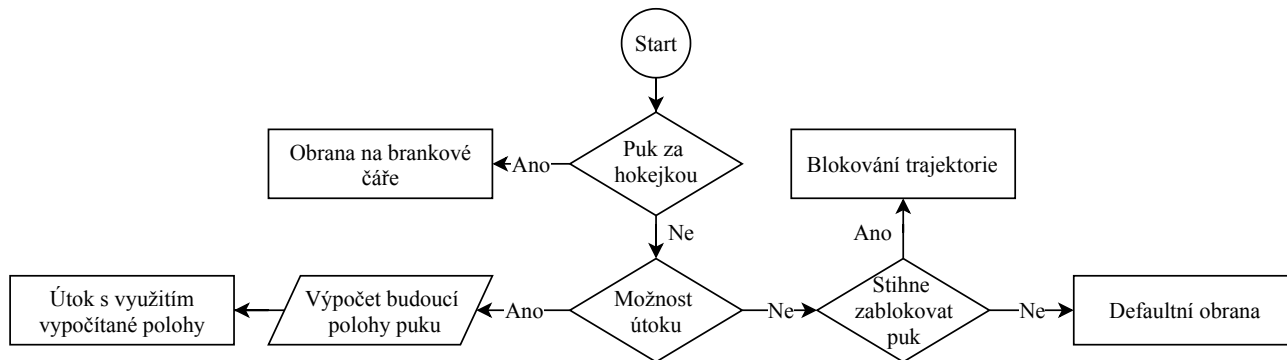 Start
Obrana na brankové
čáře
Ano
Puk za
hokejkou
Blokování trajektorie
Ne
Ano
Útok s využitím
vypočítané polohy
Výpočet budoucí
polohy puku
Ano
Možnost
útoku
Ne
Stihne
zablokovat
puk
Ne
Defaultní obrana